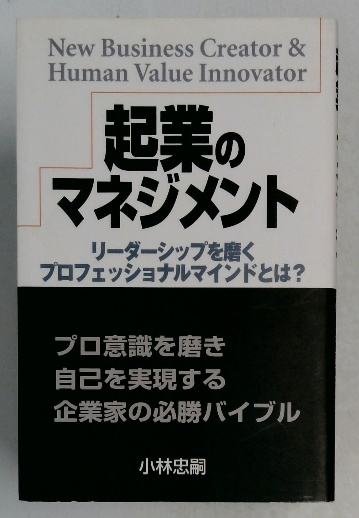 New Business Creator &
Human Value Innovator
起業の
マネジメント
リーダーシップを磨く
プロフェッショナルマインドとは？
プロ意識を磨き
自己を実現する
企業家の必勝バイブル
小林忠嗣